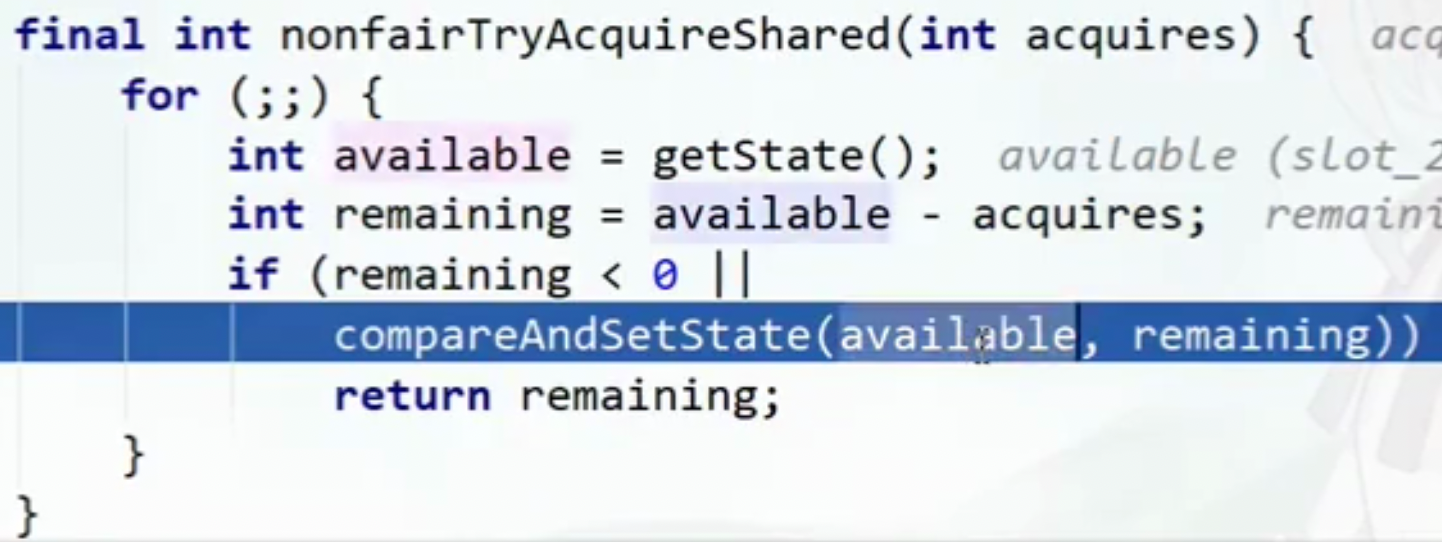 final int nonfairTryAcquireShared(int acquires) { acq
for (;;) {
int available = getState(); available (slot_2
int remaining = available - acquires; remaini
if (remaining < 0 ||
compareAndSetState(available, remaining))
return remaining;
}
}